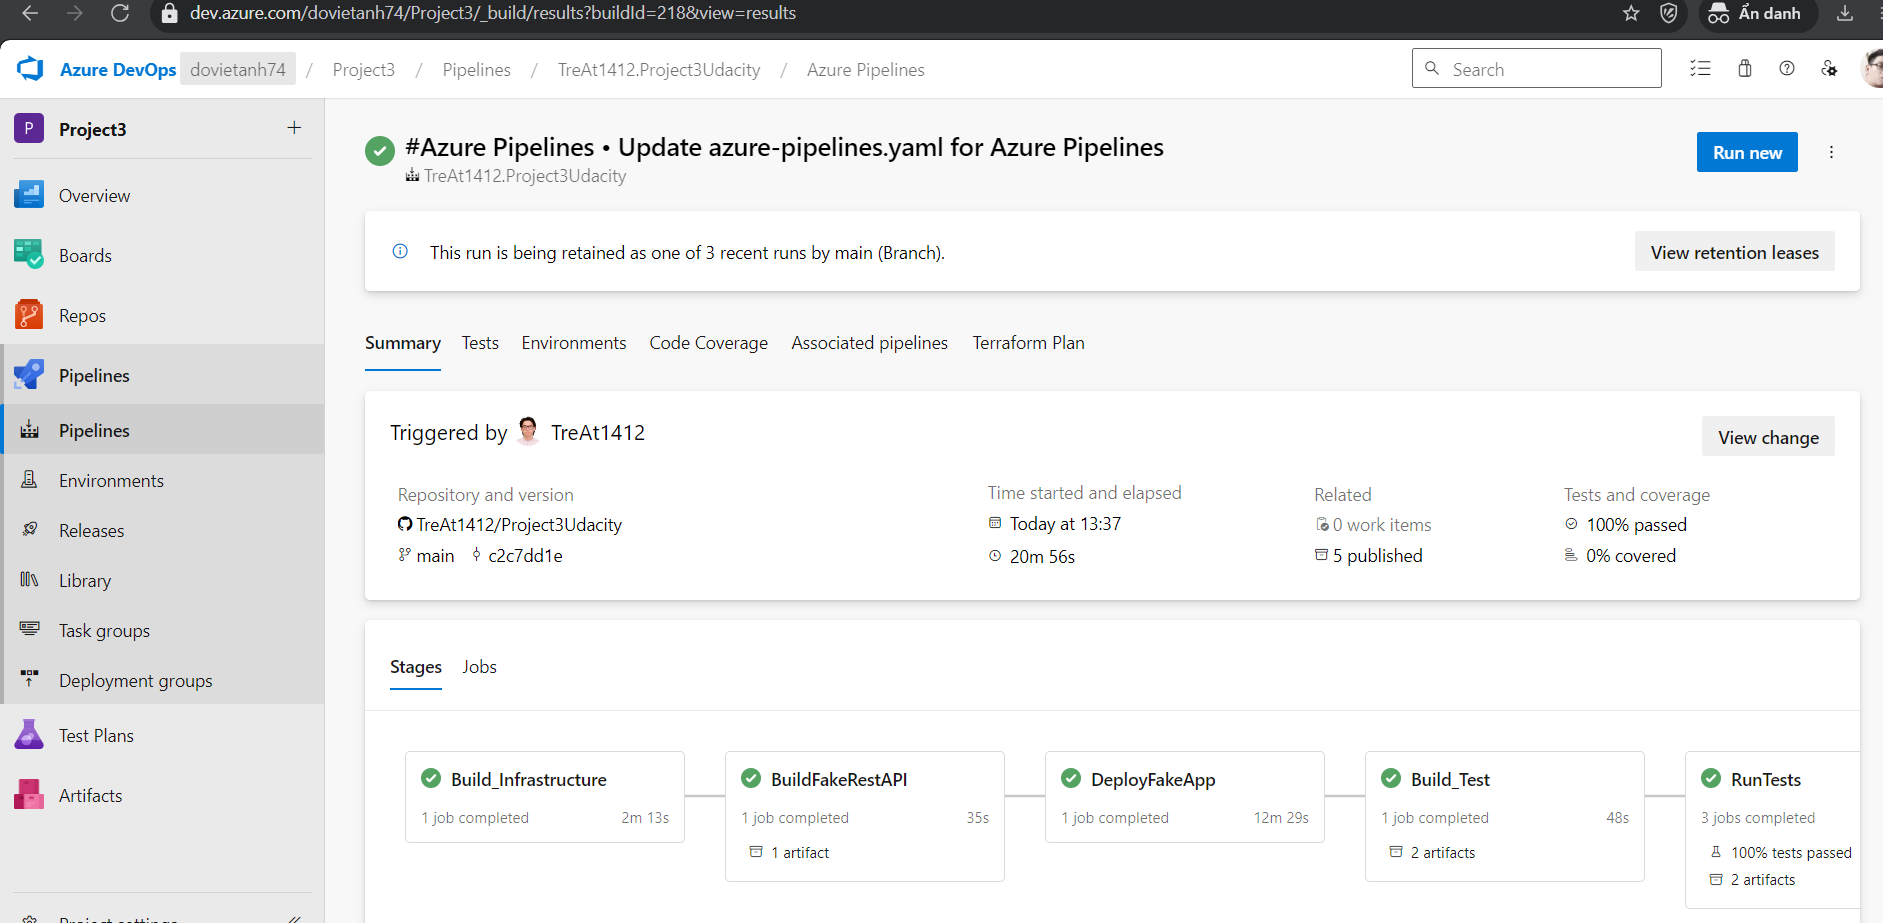 dev.azure.com/dovietanh74/Project3/_build/results?buildId=218&view=results
Ẩn danh
Azure DevOps dovietanh74 / Project3 / Pipelines / TreAt1412.Project3Udacity / Azure Pipelines
Search
P Project3 +
Overview
Boards
Repos
Pipelines
Pipelines
Environments
Releases
Library
Task groups
Deployment groups
Test Plans
Artifacts
Project settings
#Azure Pipelines • Update azure-pipelines.yaml for Azure Pipelines
TreAt1412.Project3Udacity
Run new
This run is being retained as one of 3 recent runs by main (Branch).
View retention leases
Summary Tests Environments Code Coverage Associated pipelines Terraform Plan
Triggered by TreAt1412
View change
Repository and version
TreAt1412/Project3Udacity
main c2c7dd1e
Time started and elapsed
Today at 13:37
20m 56s
Related
0 work items
5 published
Tests and coverage
100% passed
0% covered
Stages Jobs
Build_Infrastructure
1 job completed 2m 13s
BuildFakeRestAPI
1 job completed 35s
1 artifact
DeployFakeApp
1 job completed 12m 29s
Build_Test
1 job completed 48s
2 artifacts
RunTests
3 jobs completed
100% tests passed
2 artifacts